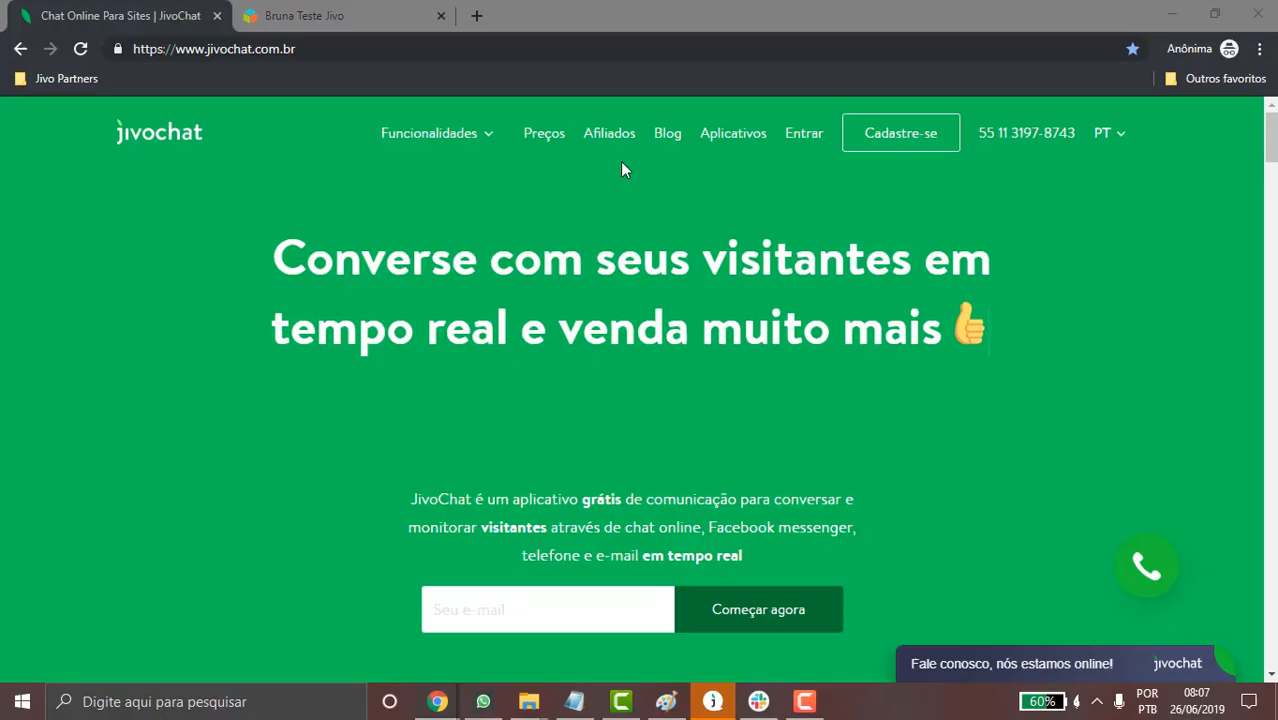 Chat Online Para Sites | JivoChat
Bruna Teste Jivo
https://www.jivochat.com.br
Anônima
Jivo Partners
Outros favoritos
jivochat
Funcionalidades
Preços
Afiliados
Blog
Aplicativos
Entrar
Cadastre-se
55 11 3197-8743
PT
Converse com seus visitantes em
tempo real e venda muito mais
JivoChat é um aplicativo grátis de comunicação para conversar e
monitorar visitantes através de chat online, Facebook messenger,
telefone e e-mail em tempo real
Seu e-mail
Começar agora
Fale conosco, nós estamos online!
jivochat
Digite aqui para pesquisar
60%
POR
PTB
08:07
26/06/2019